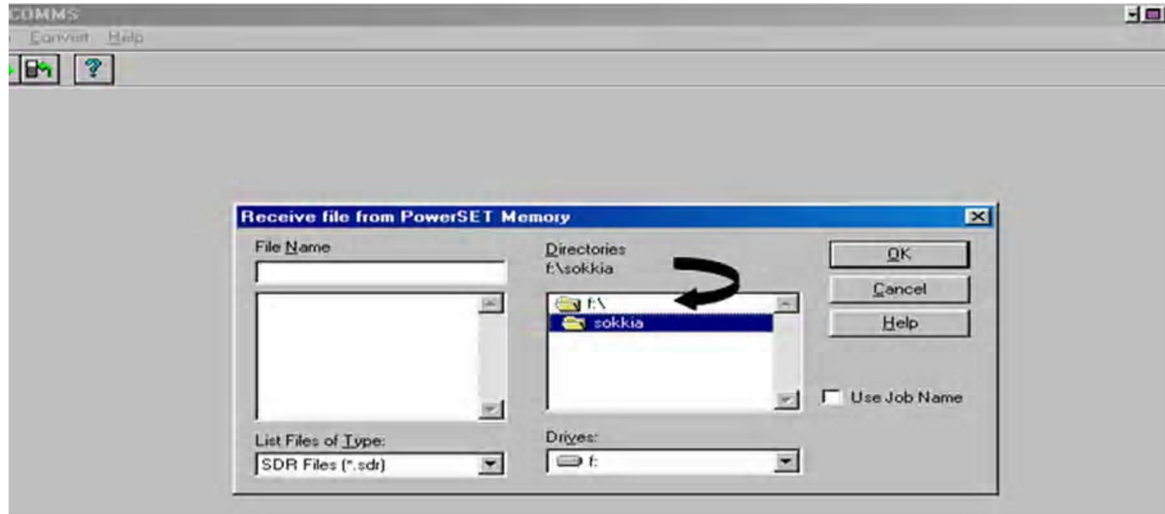 COMMS
Convert Help
?
Receive file from PowerSET Memory
File Name
Directories
f:\sokkia
f:\
sokkia
OK
Cancel
Help
Use Job Name
List Files of Type:
SDR Files (*.sdr)
Drives:
f: